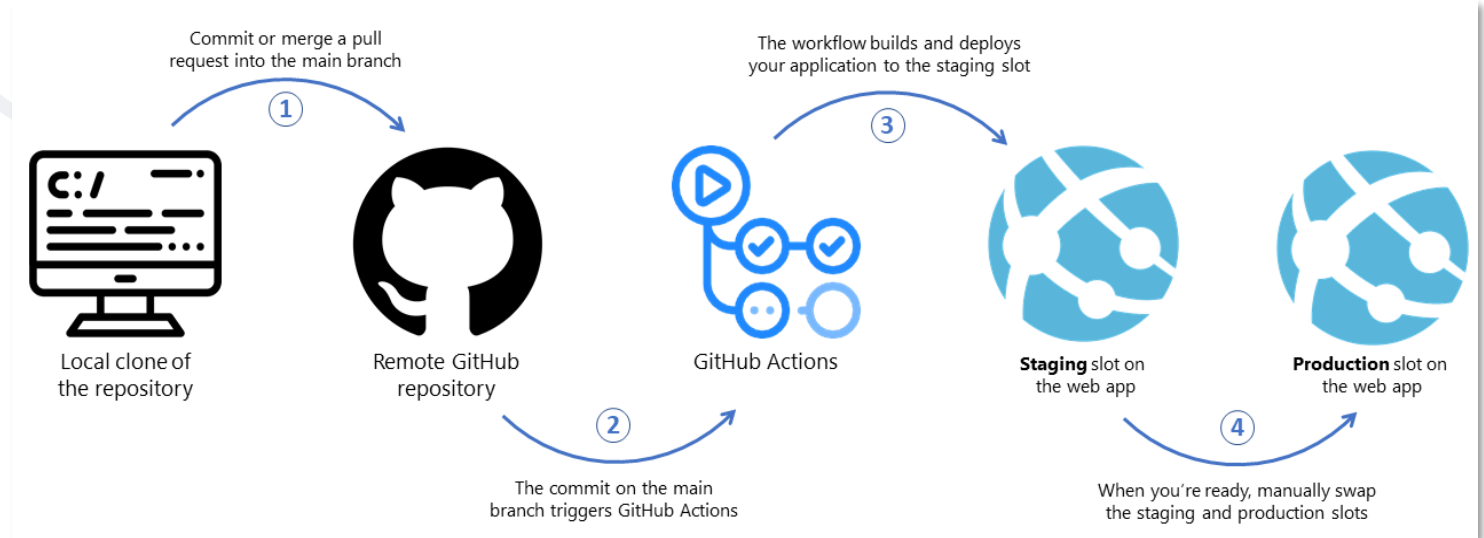 Commit or merge a pull
request into the main branch
1
The workflow builds and deploys
your application to the staging slot
3
C:/
Local clone of
the repository
Remote GitHub
repository
GitHub Actions
Staging slot on
the web app
Production slot on
the web app
2
The commit on the main
branch triggers GitHub Actions
4
When you’re ready, manually swap
the staging and production slots